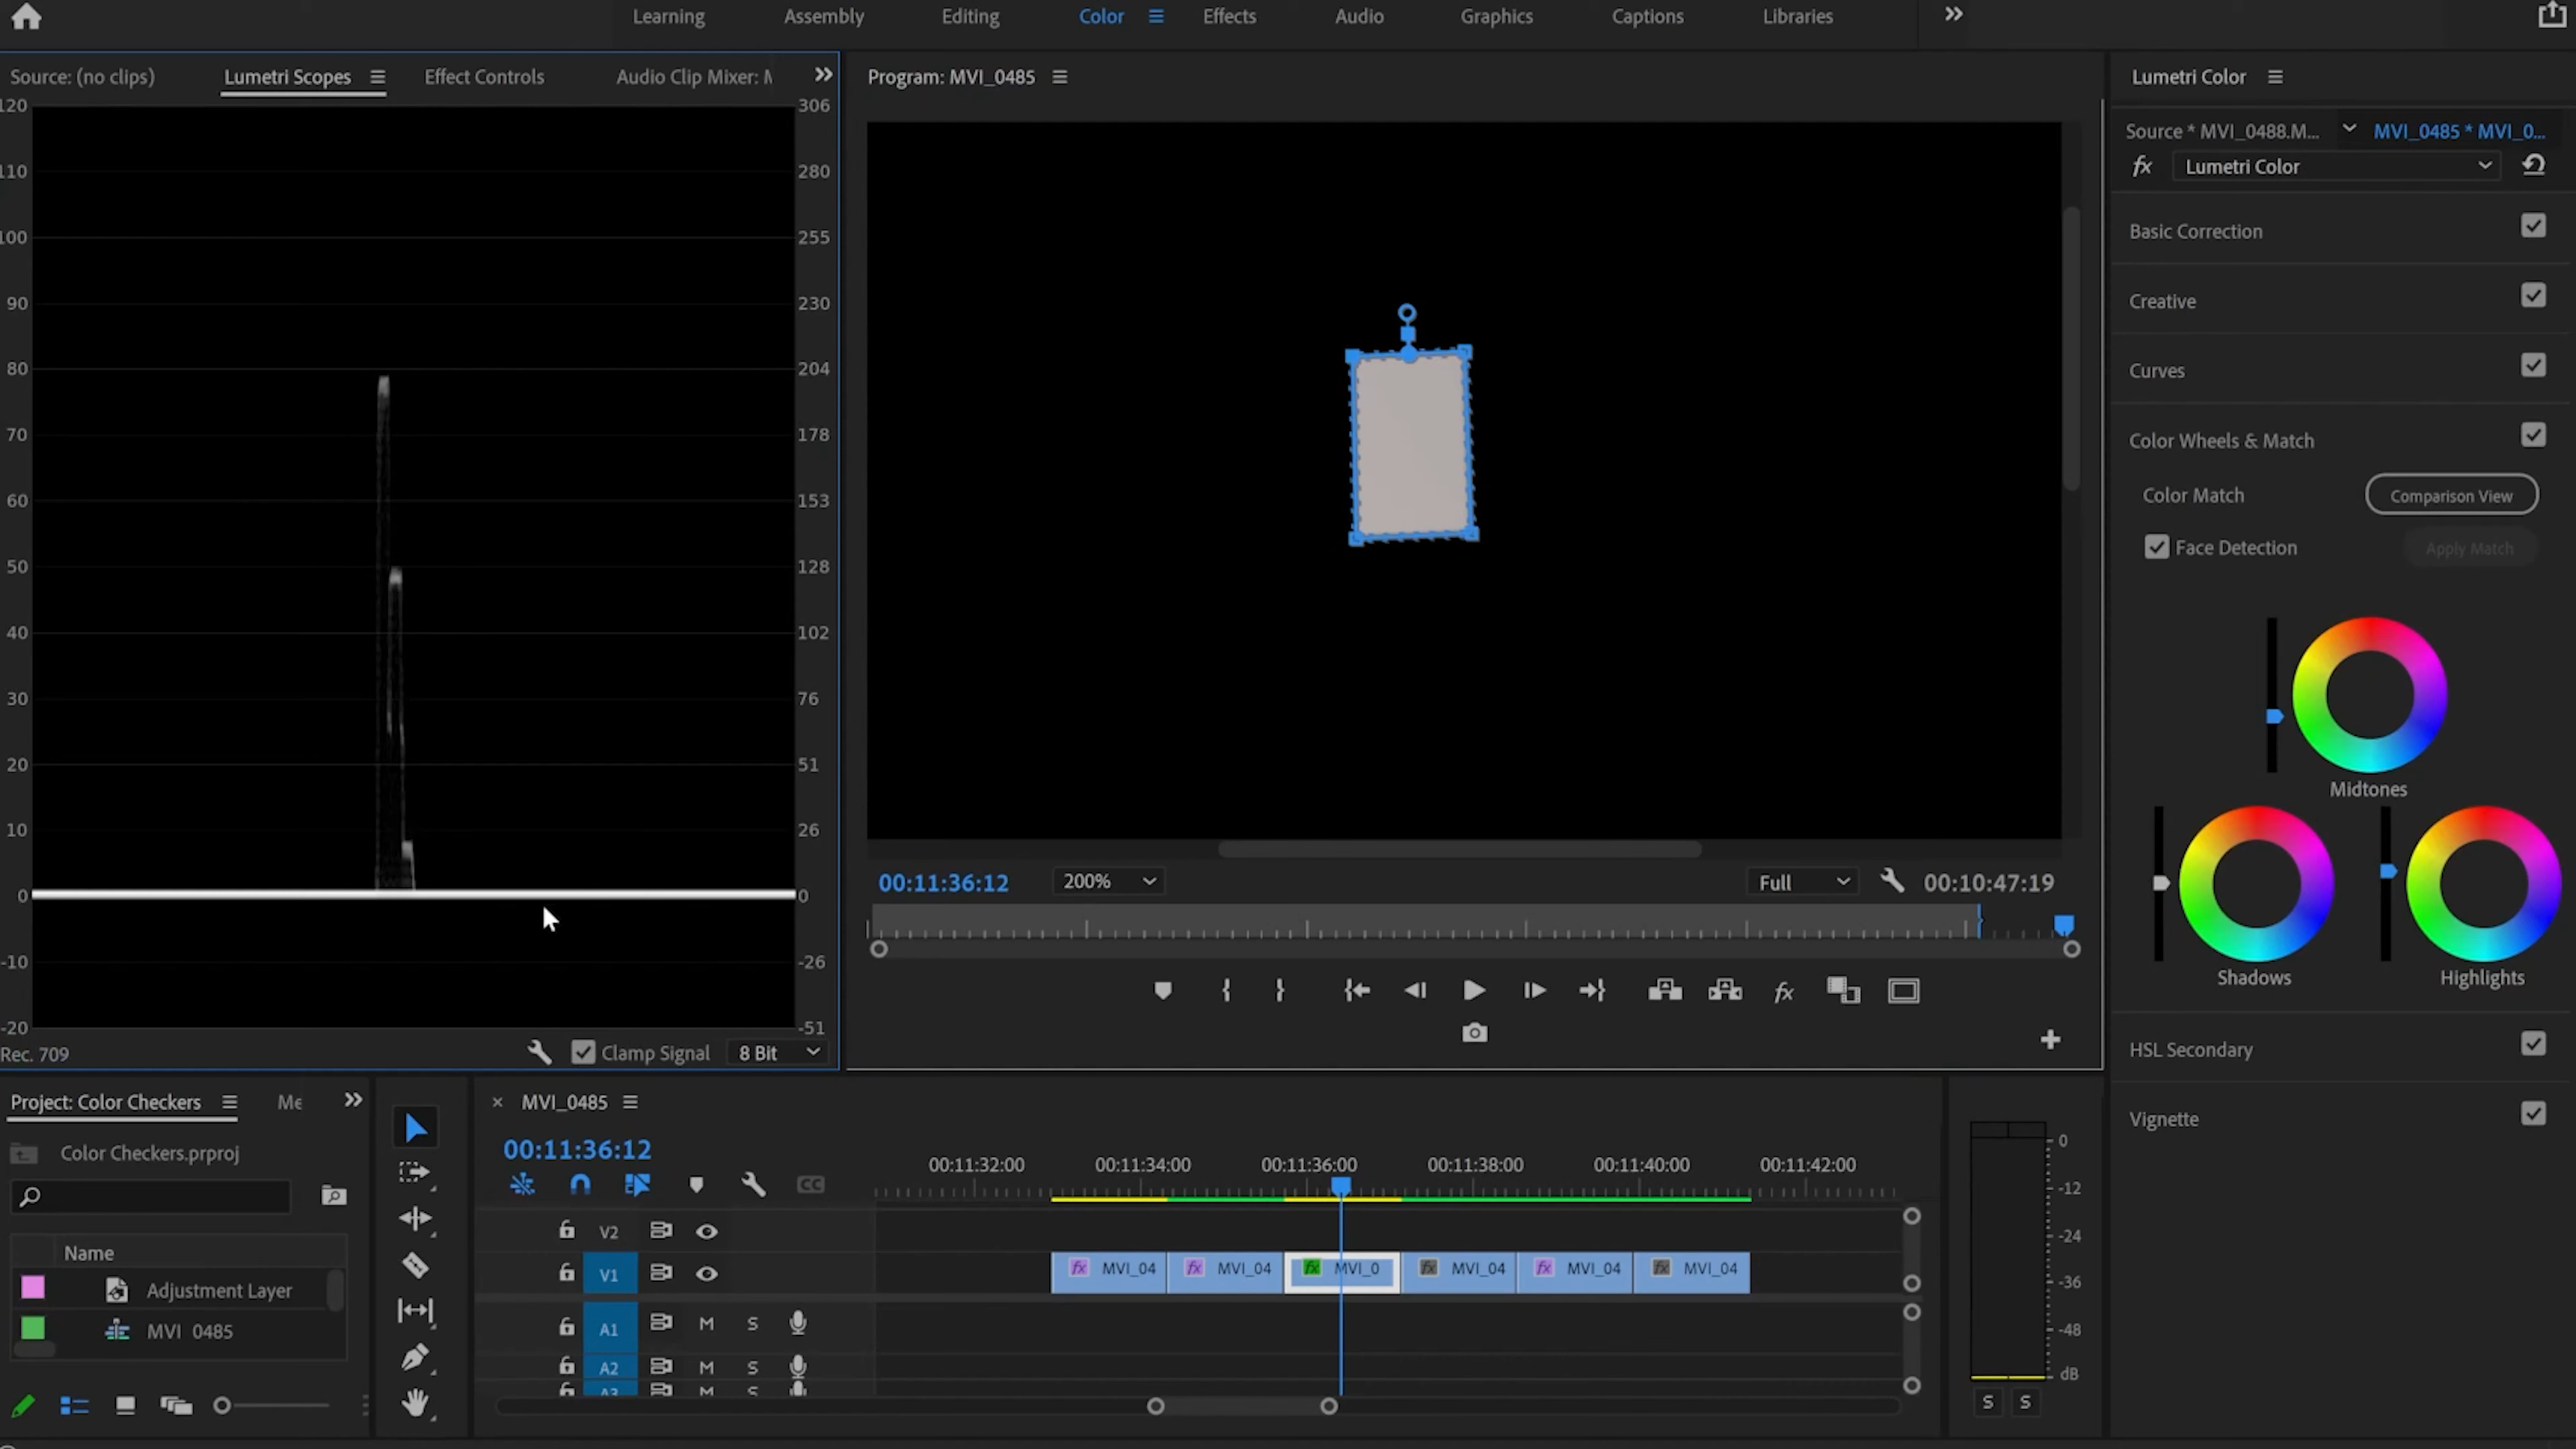 Learning Assembly Editing Color Effects Audio Graphics Captions Libraries
Source: (no clips) Lumetri Scopes Effect Controls Audio Clip Mixer: M
Program: MVI_0485
Lumetri Color
Source * MVI_0488.M... MVI_0485 * MVI_0...
fx Lumetri Color
Basic Correction
Creative
Curves
Color Wheels & Match
Color Match Comparison View
Face Detection Apply Match
Midtones
Shadows Highlights
HSL Secondary
Vignette
120 306
110 280
100 255
90 230
80 204
70 178
60 153
50 128
40 102
30 76
20 51
10 26
0 0
-10 -26
-20 -51
Rec. 709 Clamp Signal 8 Bit
00:11:36:12 200% Full 00:10:47:19
fx
Project: Color Checkers Me
Color Checkers.prproj
Name
Adjustment Layer
MVI_0485
MVI_0485
00:11:36:12
CC
00:11:32:00 00:11:34:00 00:11:36:00 00:11:38:00 00:11:40:00 00:11:42:00
V2
V1 fx MVI_04 fx MVI_04 fx MVI_0 fx MVI_04 fx MVI_04 fx MVI_04
A1 M S
A2 M S
A3 M S
0
-12
-24
-36
-48
dB
S S